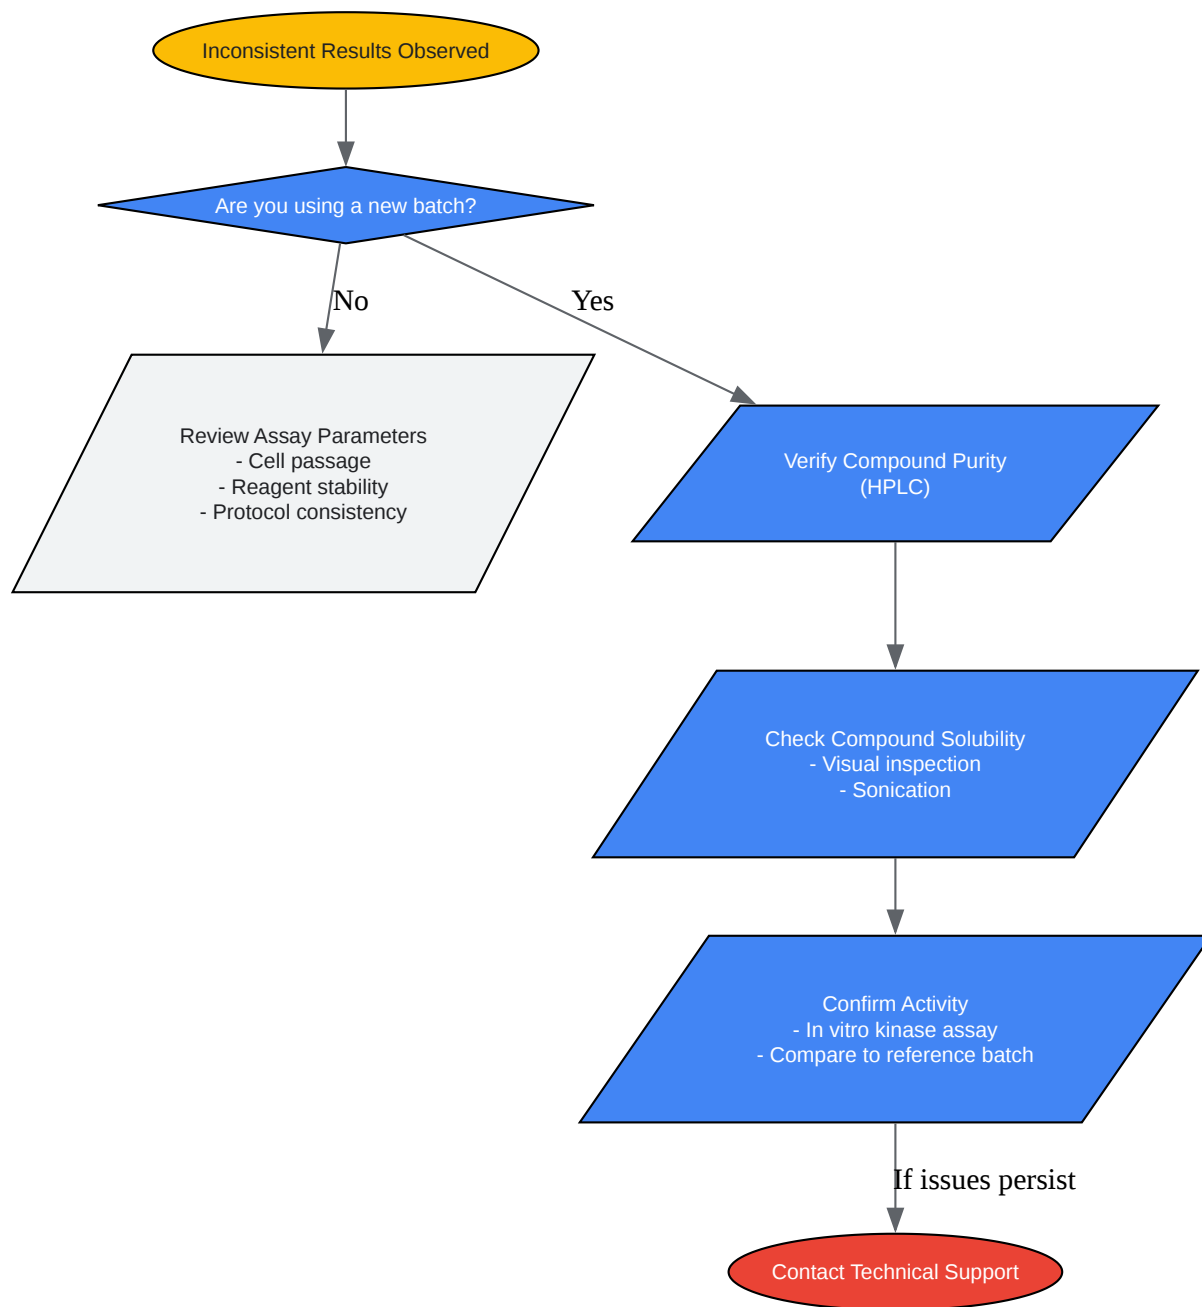 Inconsistent Results Observed
Are you using a new batch?
No
Yes
Review Assay Parameters
- Cell passage
- Reagent stability
- Protocol consistency
Verify Compound Purity
(HPLC)
Check Compound Solubility
- Visual inspection
- Sonication
Confirm Activity
- In vitro kinase assay
- Compare to reference batch
If issues persist
Contact Technical Support